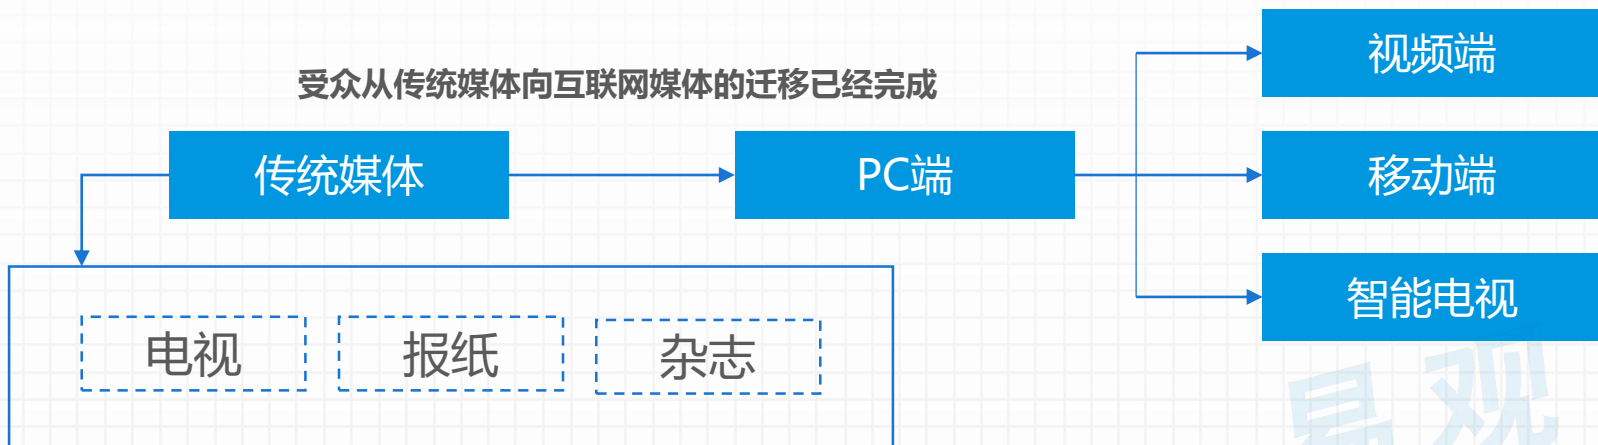 受众从传统媒体向互联网媒体的迁移已经完成
视频端
传统媒体
PC端
移动端
智能电视
电视
报纸
杂志
易观